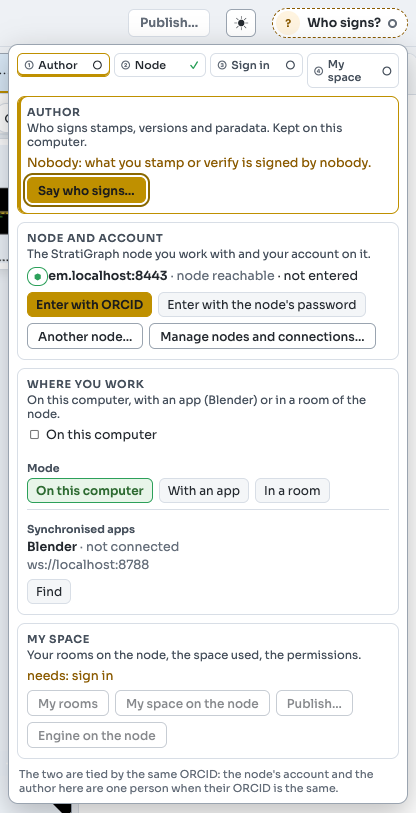 Publish...
? Who signs?
1 Author
2 Node ✓
3 Sign in
4 My space
AUTHOR
Who signs stamps, versions and paradata. Kept on this
computer.
Nobody: what you stamp or verify is signed by nobody.
Say who signs...
NODE AND ACCOUNT
The StratiGraph node you work with and your account on it.
em.localhost:8443 · node reachable · not entered
Enter with ORCID
Enter with the node's password
Another node...
Manage nodes and connections...
WHERE YOU WORK
On this computer, with an app (Blender) or in a room of the
node.
On this computer
Mode
On this computer
With an app
In a room
Synchronised apps
Blender · not connected
ws://localhost:8788
Find
MY SPACE
Your rooms on the node, the space used, the permissions.
needs: sign in
My rooms
My space on the node
Publish...
Engine on the node
The two are tied by the same ORCID: the node's account and the
author here are one person when their ORCID is the same.